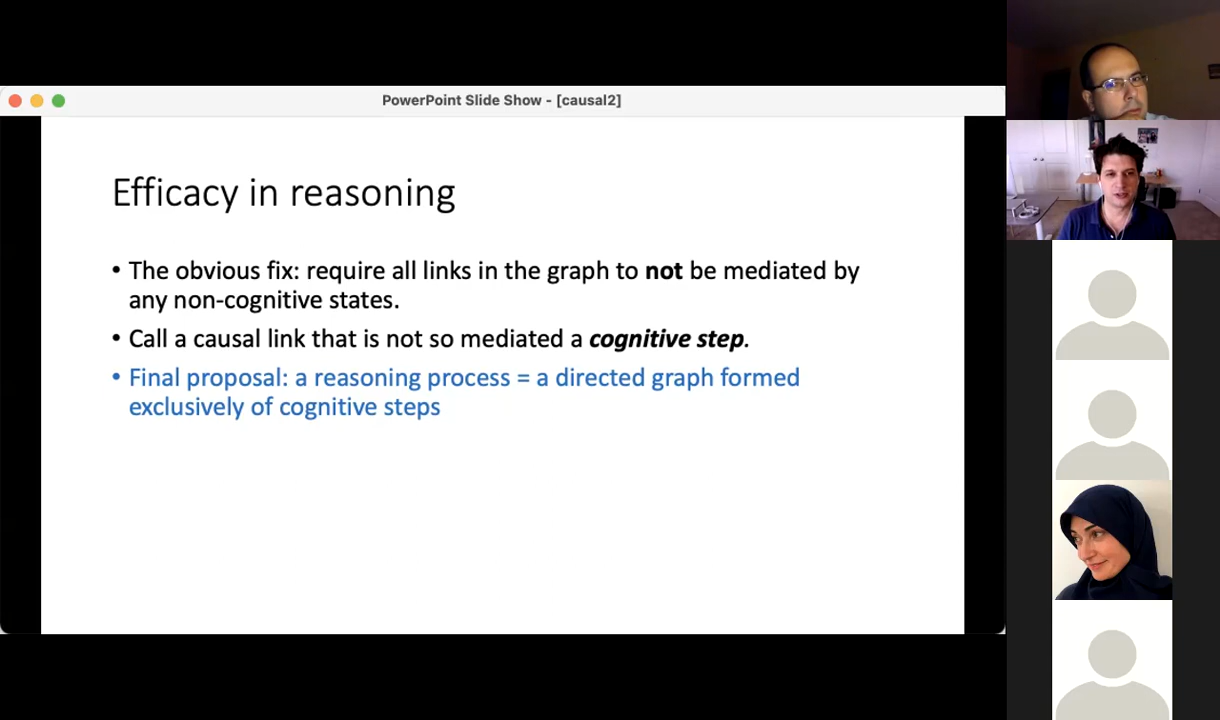 PowerPoint Slide Show - [causal2]
Efficacy in reasoning
• The obvious fix: require all links in the graph to not be mediated by
any non-cognitive states.
• Call a causal link that is not so mediated a cognitive step.
• Final proposal: a reasoning process = a directed graph formed
exclusively of cognitive steps